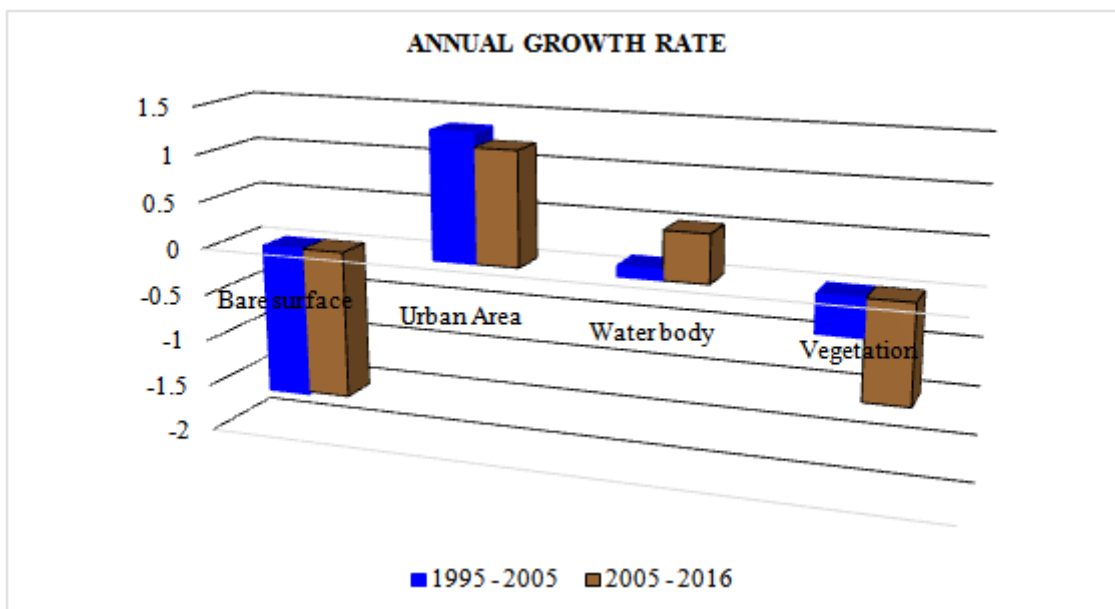 ANNUAL GROWTH RATE
1.5
1
0.5
0
-0.5
-1
-1.5
-2
Bare surface
Urban Area
Water body
Vegetation
1995 - 2005
2005 - 2016